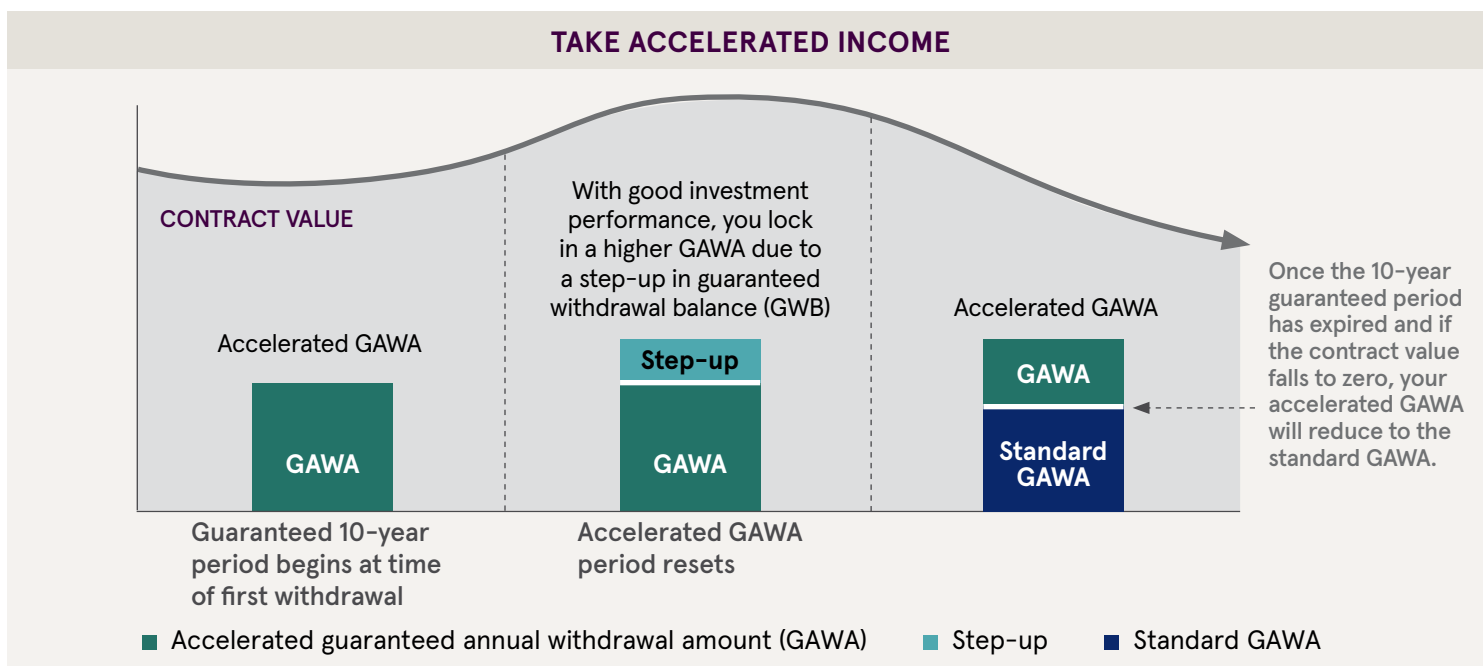 TAKE ACCELERATED INCOME
CONTRACT VALUE
Accelerated GAWA
GAWA
Guaranteed 10-year
period begins at time
of first withdrawal
With good investment
performance, you lock
in a higher GAWA due to
a step-up in guaranteed
withdrawal balance (GWB)
Step-up
GAWA
Accelerated GAWA
period resets
Accelerated GAWA
GAWA
Standard
GAWA
Once the 10-year
guaranteed period
has expired and if
the contract value
falls to zero, your
accelerated GAWA
will reduce to the
standard GAWA.
Accelerated guaranteed annual withdrawal amount (GAWA)
Step-up
Standard GAWA